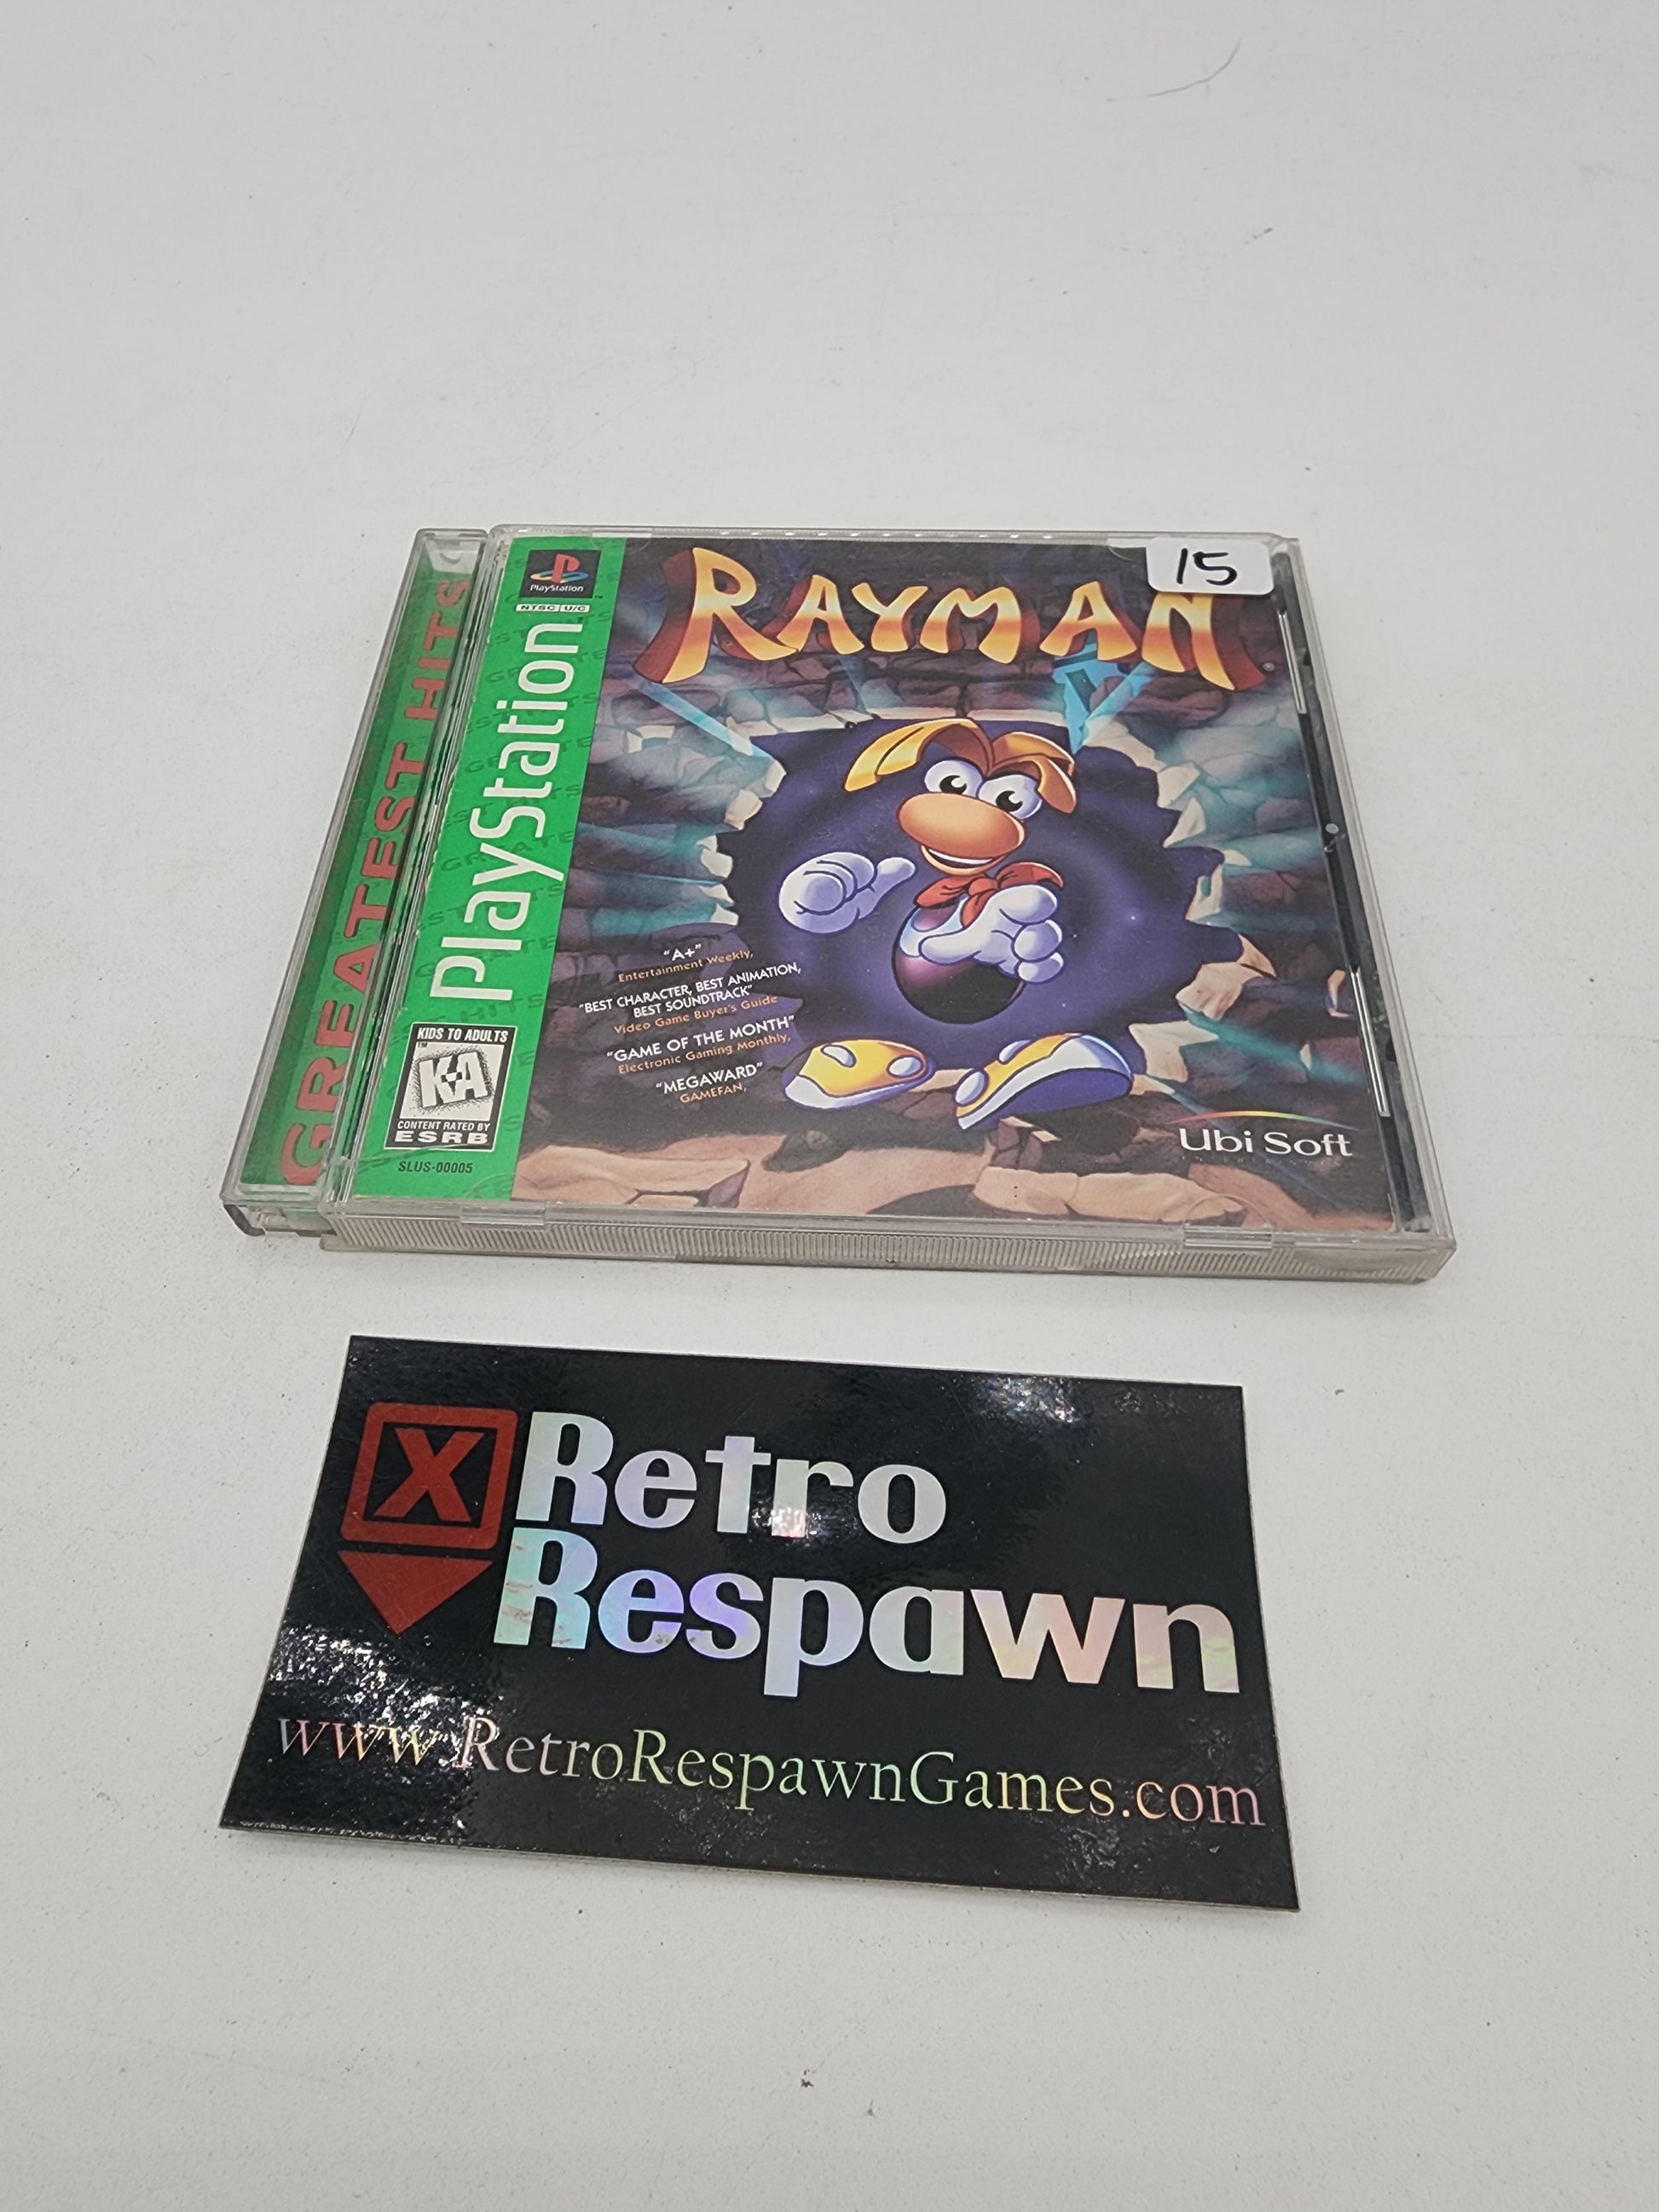 GREATEST HITS
PlayStation
NTSC U/C
PlayStation
KIDS TO ADULTS
K-A
CONTENT RATED BY
ESRB
SLUS-00005
RAYMAN
15
"A+"
Entertainment Weekly,
"BEST CHARACTER, BEST ANIMATION,
BEST SOUNDTRACK"
Video Game Buyer's Guide
"GAME OF THE MONTH"
Electronic Gaming Monthly,
"MEGAWARD"
GAMEFAN,
Ubi Soft
X
Retro
Respawn
www.RetroRespawnGames.com